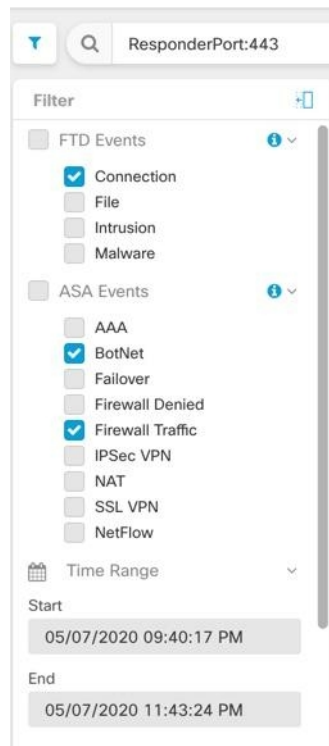 ResponderPort:443
Filter
FTD Events
Connection
File
Intrusion
Malware
ASA Events
AAA
BotNet
Failover
Firewall Denied
Firewall Traffic
IPSec VPN
NAT
SSL VPN
NetFlow
Time Range
Start
05/07/2020 09:40:17 PM
End
05/07/2020 11:43:24 PM